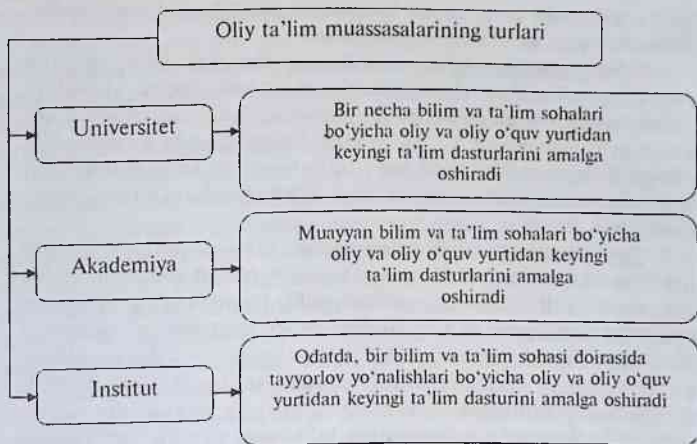 Oliy ta'lim muassasalarining turlari
Universitet
Bir necha bilim va ta'lim sohalari
bo‘yicha oliy va oliy o‘quv yurtidan
keyingi ta'lim dasturlarini amalga
oshiradi
Akademiya
Muayyan bilim va ta'lim sohalari bo‘yicha
oliy va oliy o‘quv yurtidan keyingi
ta'lim dasturlarini amalga
oshiradi
Institut
Odatda, bir bilim va ta'lim sohasi doirasida
tayyorlov yo‘nalishlari bo‘yicha oliy va oliy o‘quv
yurtidan keyingi ta'lim dasturini amalga oshiradi